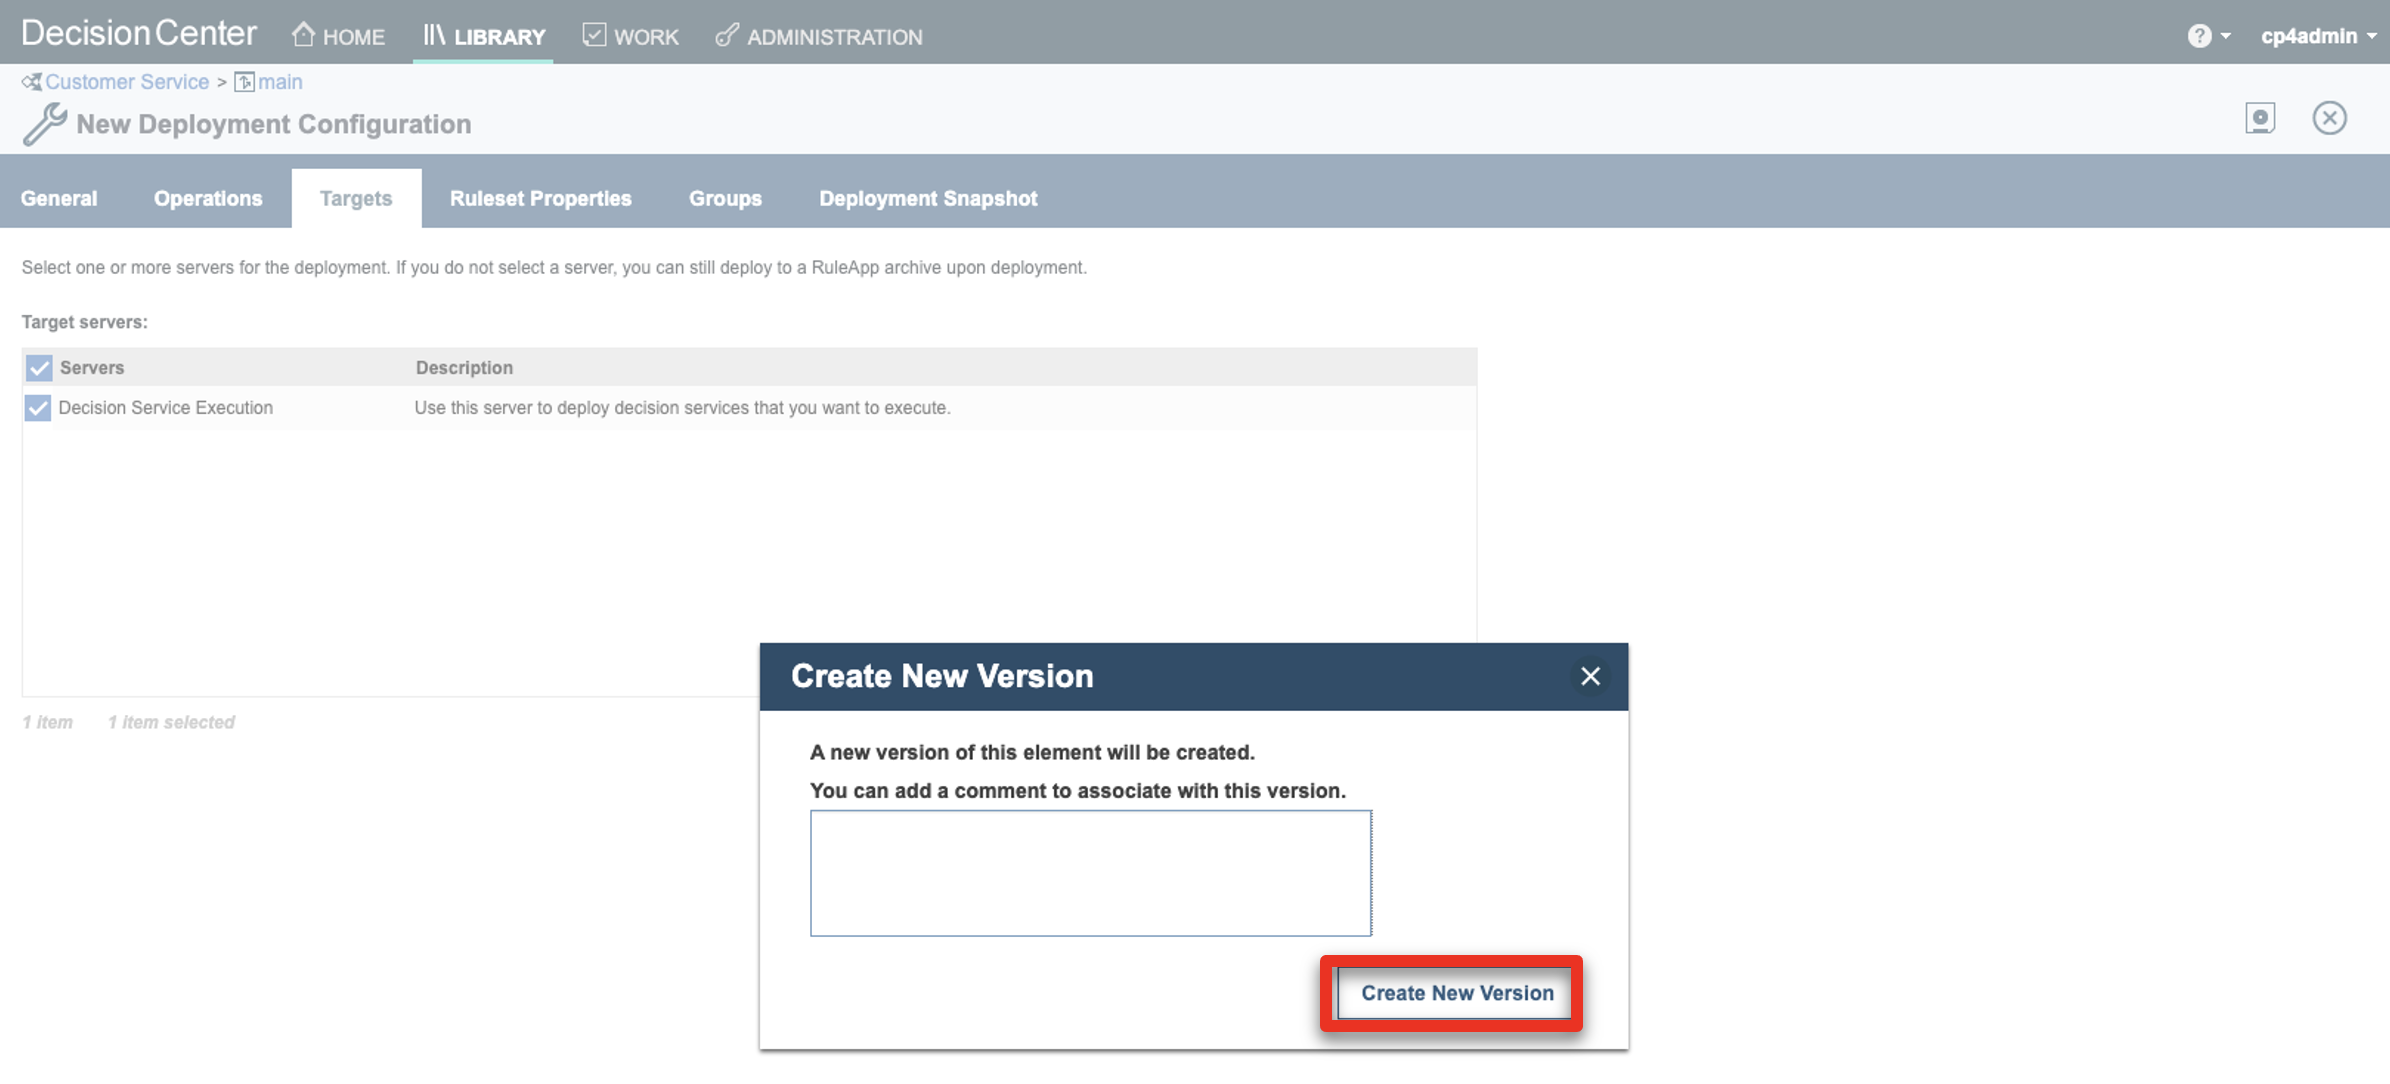 Decision Center HOME LIBRARY WORK ADMINISTRATION ? cp4admin
Customer Service > main
New Deployment Configuration
General Operations Targets Ruleset Properties Groups Deployment Snapshot
Select one or more servers for the deployment. If you do not select a server, you can still deploy to a RuleApp archive upon deployment.
Target servers:
Servers Description
Decision Service Execution Use this server to deploy decision services that you want to execute.
1 item 1 item selected
Create New Version
A new version of this element will be created.
You can add a comment to associate with this version.
Create New Version